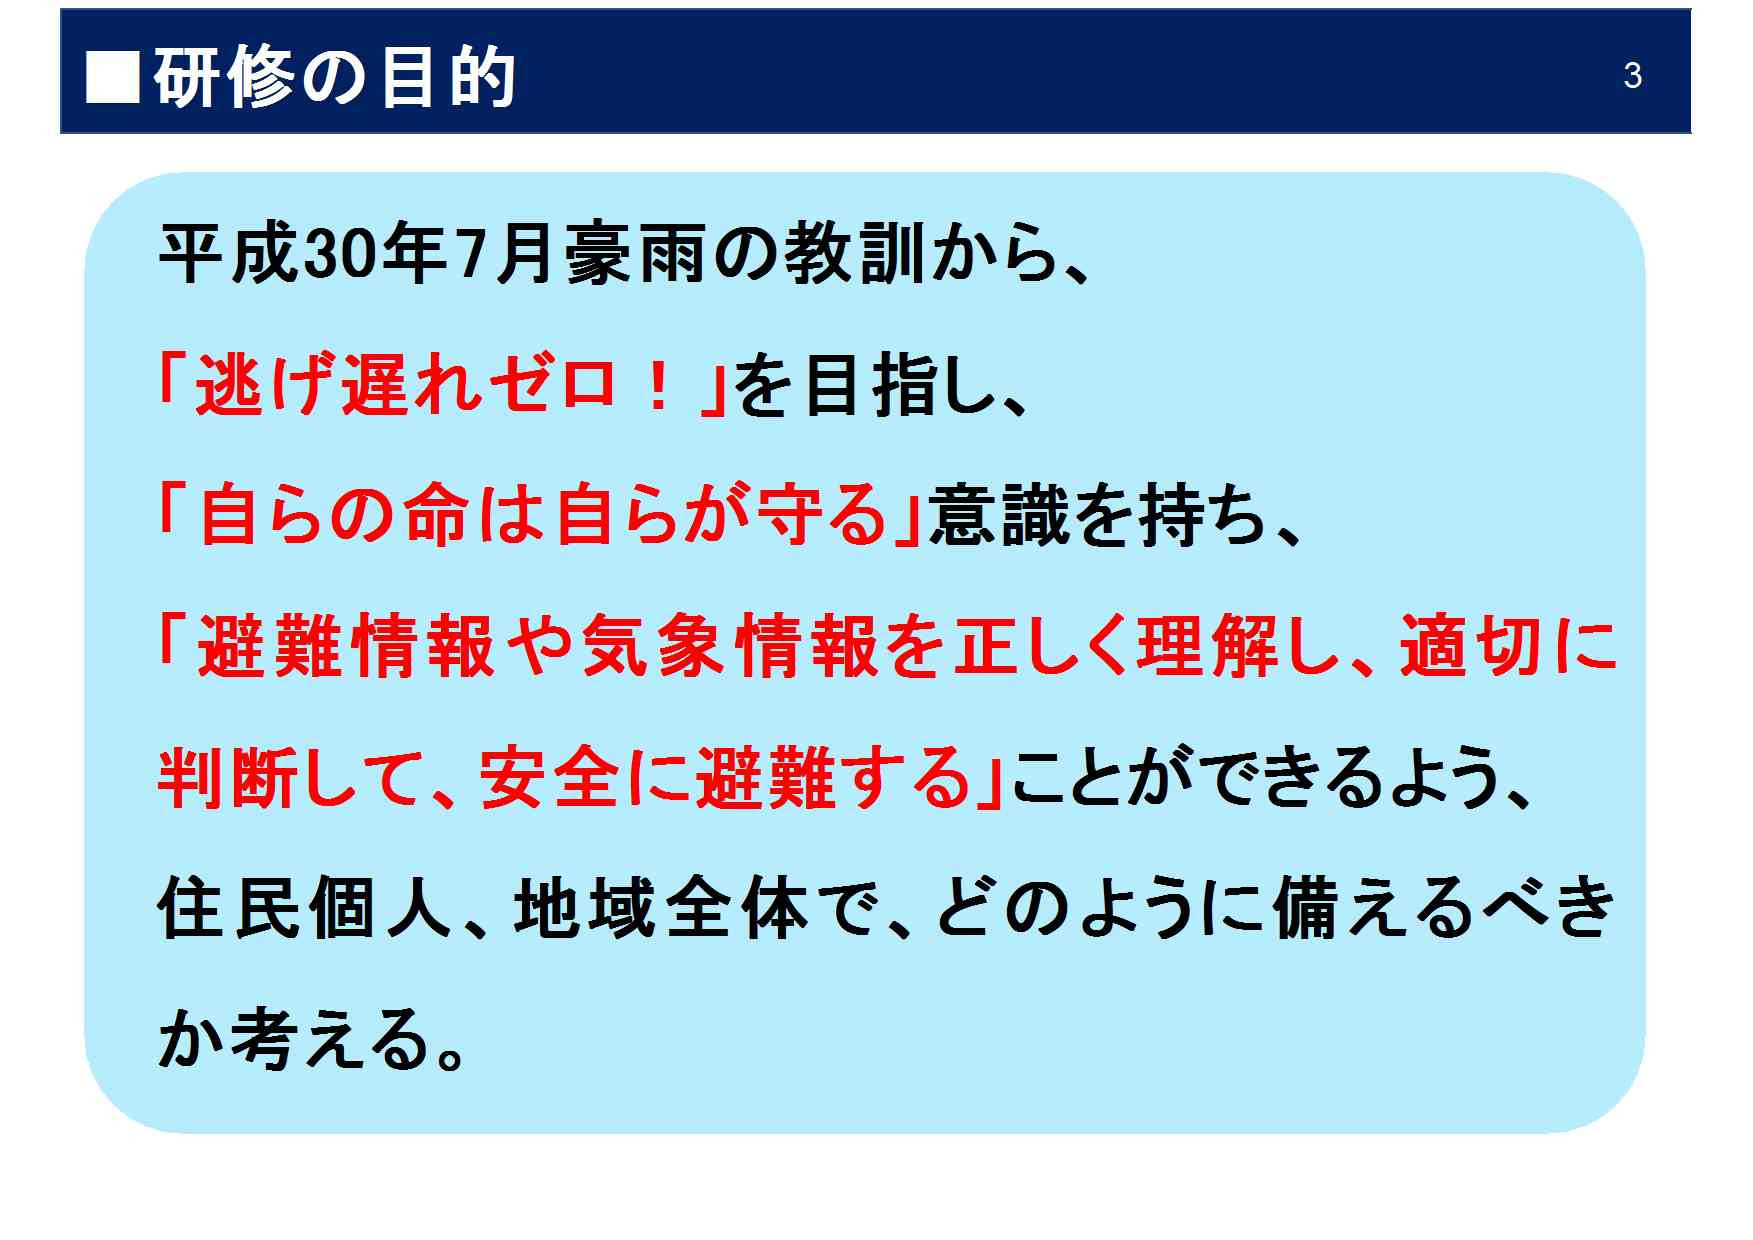 ■研修の目的
3
平成30年7月豪雨の教訓から、
「逃げ遅れゼロ！」を目指し、
「自らの命は自らが守る」意識を持ち、
「避難情報や気象情報を正しく理解し、適切に
判断して、安全に避難する」ことができるよう、
住民個人、地域全体で、どのように備えるべき
か考える。